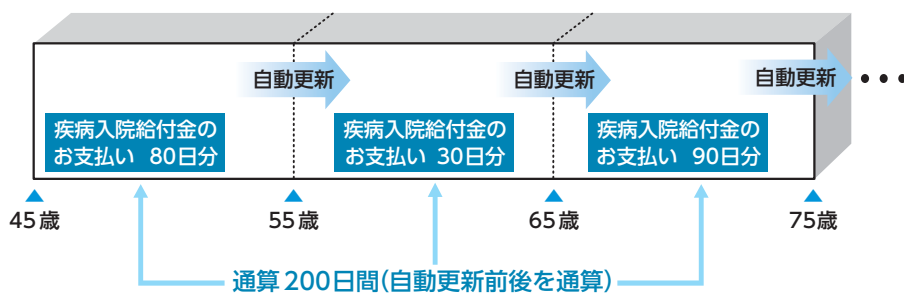 自動更新
自動更新
自動更新
疾病入院給付金の
お支払い 80日分
疾病入院給付金の
お支払い 30日分
疾病入院給付金の
お支払い 90日分
45歳
55歳
65歳
75歳
通算200日間(自動更新前後を通算)